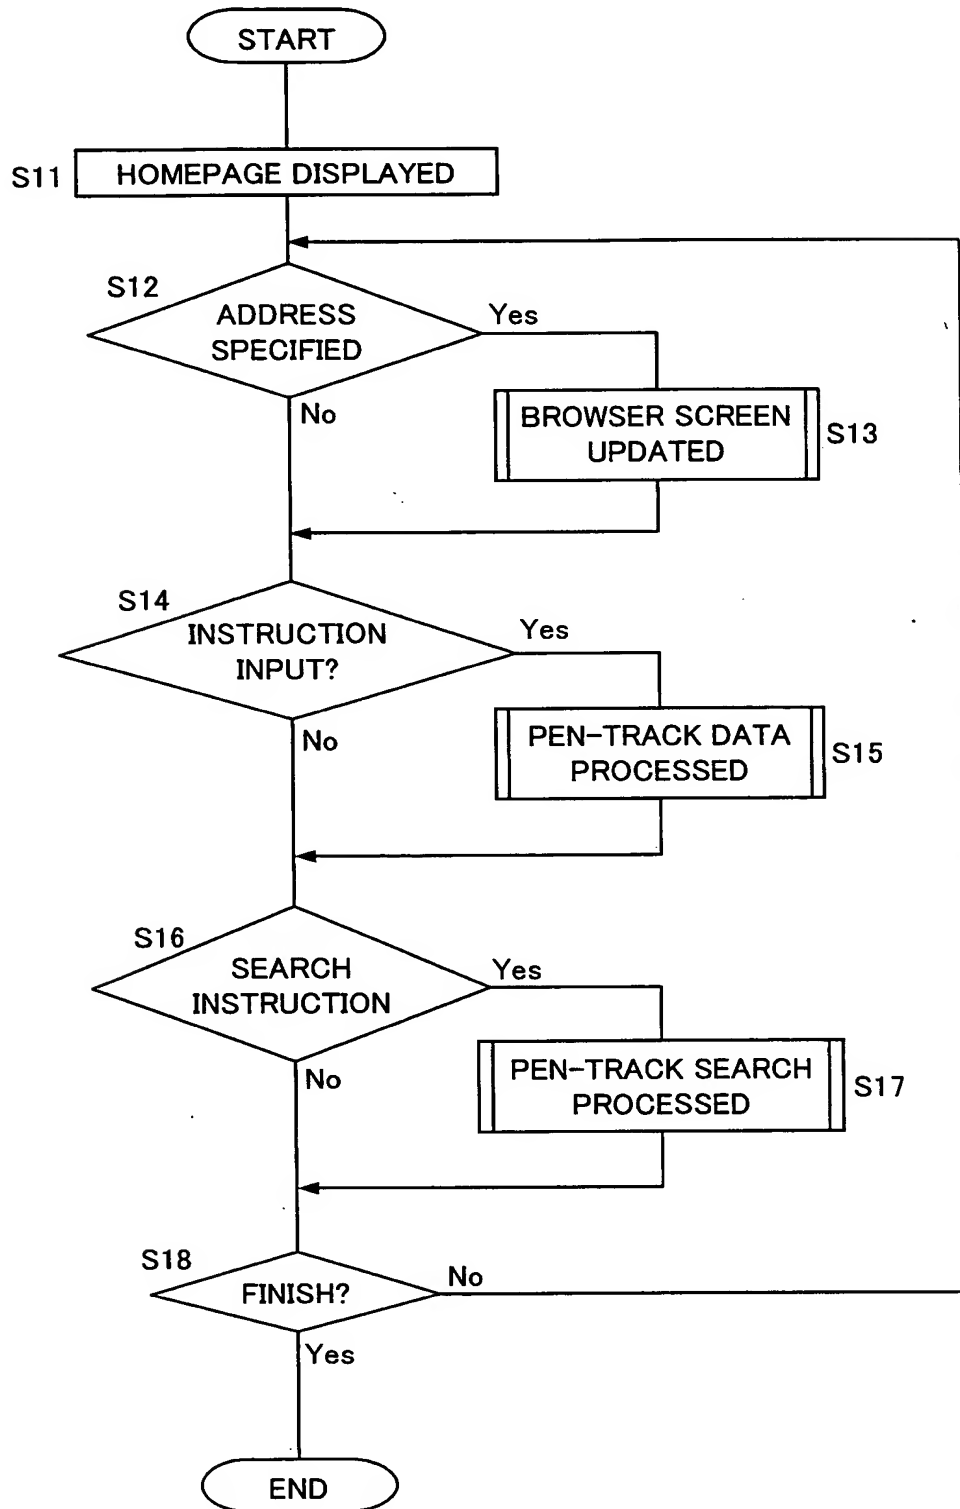 START
S11
HOMEPAGE DISPLAYED
S12
ADDRESS
SPECIFIED
Yes
No
BROWSER SCREEN
UPDATED
S13
S14
INSTRUCTION
INPUT?
Yes
No
PEN-TRACK DATA
PROCESSED
S15
S16
SEARCH
INSTRUCTION
Yes
No
PEN-TRACK SEARCH
PROCESSED
S17
S18
FINISH?
No
Yes
END